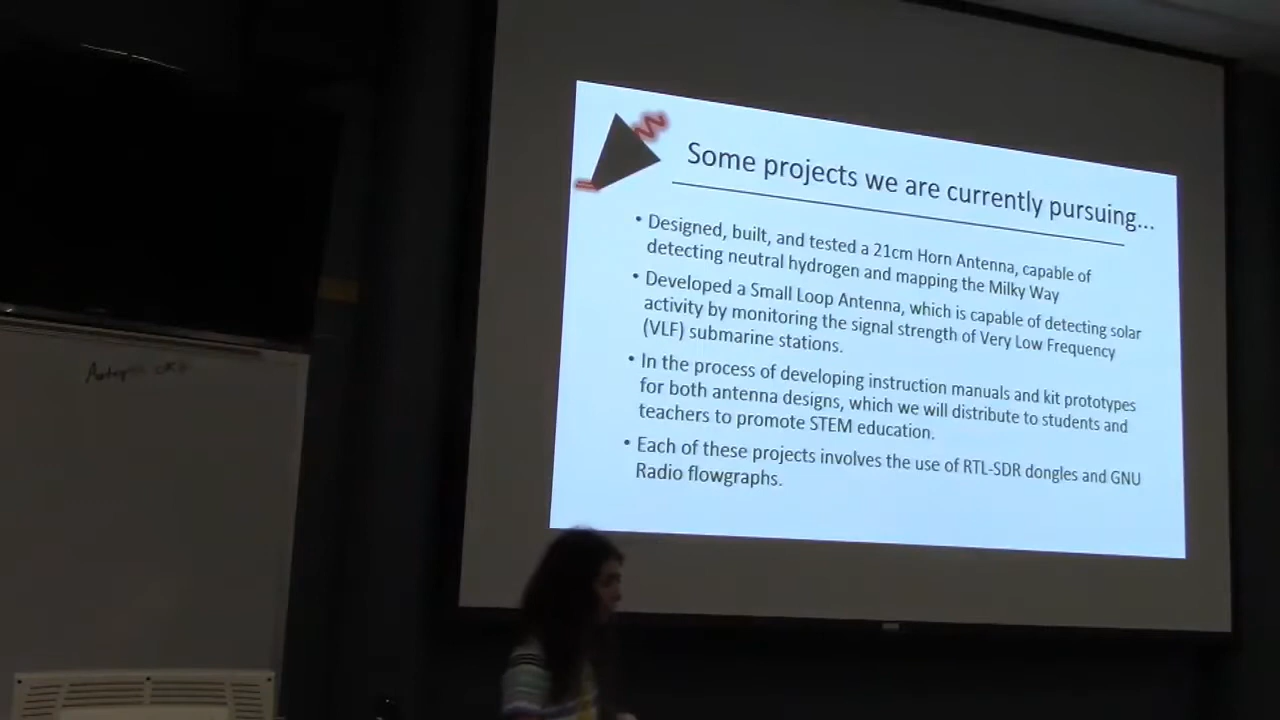 Some projects we are currently pursuing...
• Designed, built, and tested a 21cm Horn Antenna, capable of
detecting neutral hydrogen and mapping the Milky Way
• Developed a Small Loop Antenna, which is capable of detecting solar
activity by monitoring the signal strength of Very Low Frequency
(VLF) submarine stations.
• In the process of developing instruction manuals and kit prototypes
for both antenna designs, which we will distribute to students and
teachers to promote STEM education.
• Each of these projects involves the use of RTL-SDR dongles and GNU
Radio flowgraphs.